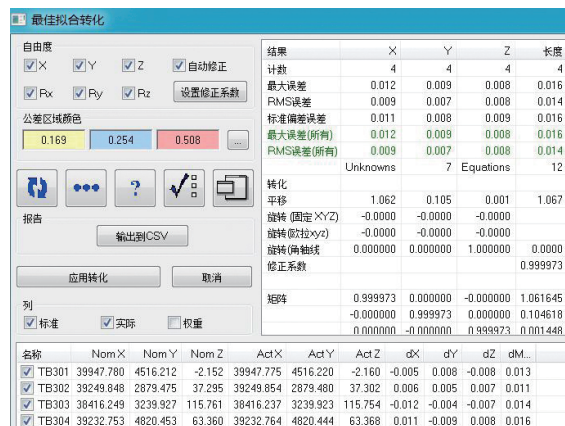 最佳拟合转化
自由度
X Y Z 自动修正
Rx Ry Rz 设置修正系数
公差区域颜色
0.169 0.254 0.508 ...
?
报告
输出到CSV
应用转化 取消
列
标准 实际 权重
结果 X Y Z 长度
计数 4 4 4 4
最大误差 0.012 0.009 0.008 0.016
RMS误差 0.009 0.007 0.008 0.014
标准偏差误差 0.011 0.008 0.009 0.016
最大误差(所有) 0.012 0.009 0.008 0.016
RMS误差(所有) 0.009 0.007 0.008 0.014
Unknowns 7 Equations 12
转化
平移 1.062 0.105 0.001 1.067
旋转 (固定 XYZ) -0.0000 -0.0000 -0.0000
旋转(欧拉xyz) -0.0000 -0.0000 -0.0000
旋转(角轴线 0.000000 0.000000 1.000000 0.0000
修正系数 0.999973
矩阵 0.999973 0.000000 -0.000000 1.061645
-0.000000 0.999973 0.000000 0.104618
0.000000 -0.000000 0.999973 0.001448
名称 Nom X Nom Y Nom Z Act X Act Y Act Z dX dY dZ dM...
TB301 39947.780 4516.212 -2.152 39947.775 4516.220 -2.160 -0.005 0.008 -0.008 0.013
TB302 39249.848 2879.475 37.295 39249.854 2879.480 37.302 0.006 0.005 0.007 0.011
TB303 38416.249 3239.927 115.761 38416.237 3239.923 115.754 -0.012 -0.004 -0.007 0.014
TB304 39232.753 4820.453 63.360 39232.764 4820.444 63.368 0.011 -0.009 0.008 0.016